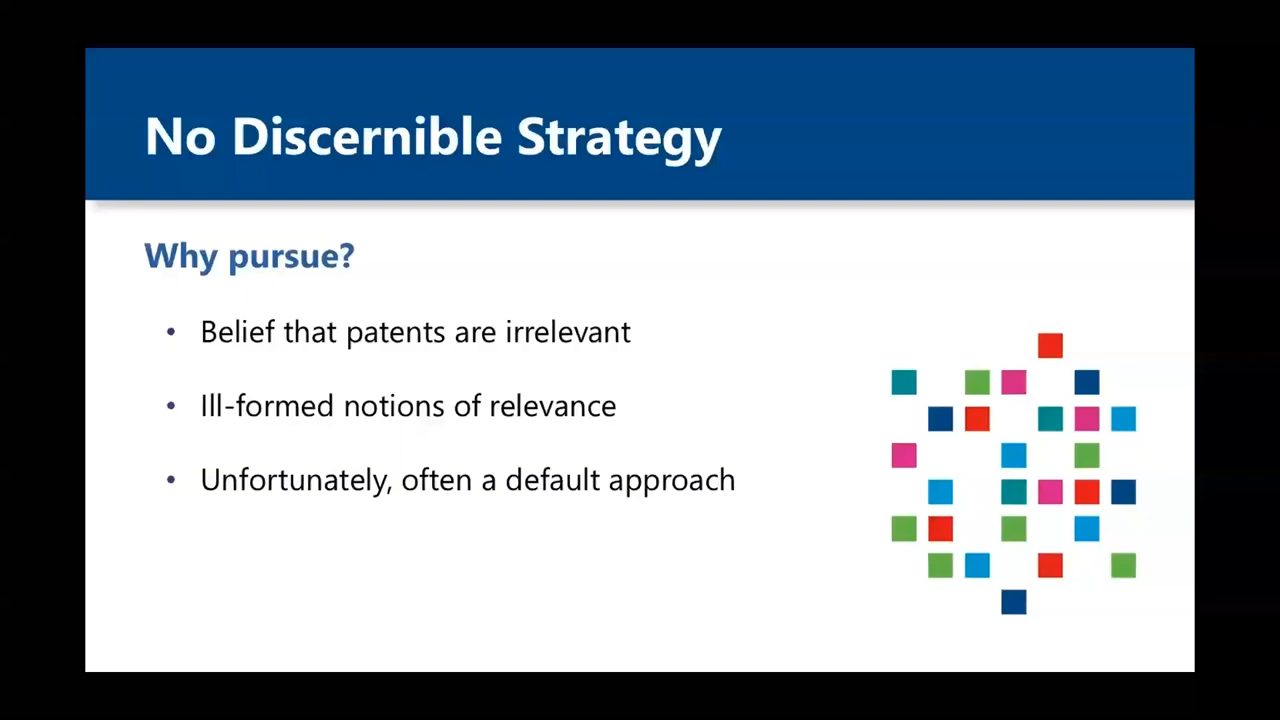 No Discernible Strategy
Why pursue?
• Belief that patents are irrelevant
• Ill-formed notions of relevance
• Unfortunately, often a default approach